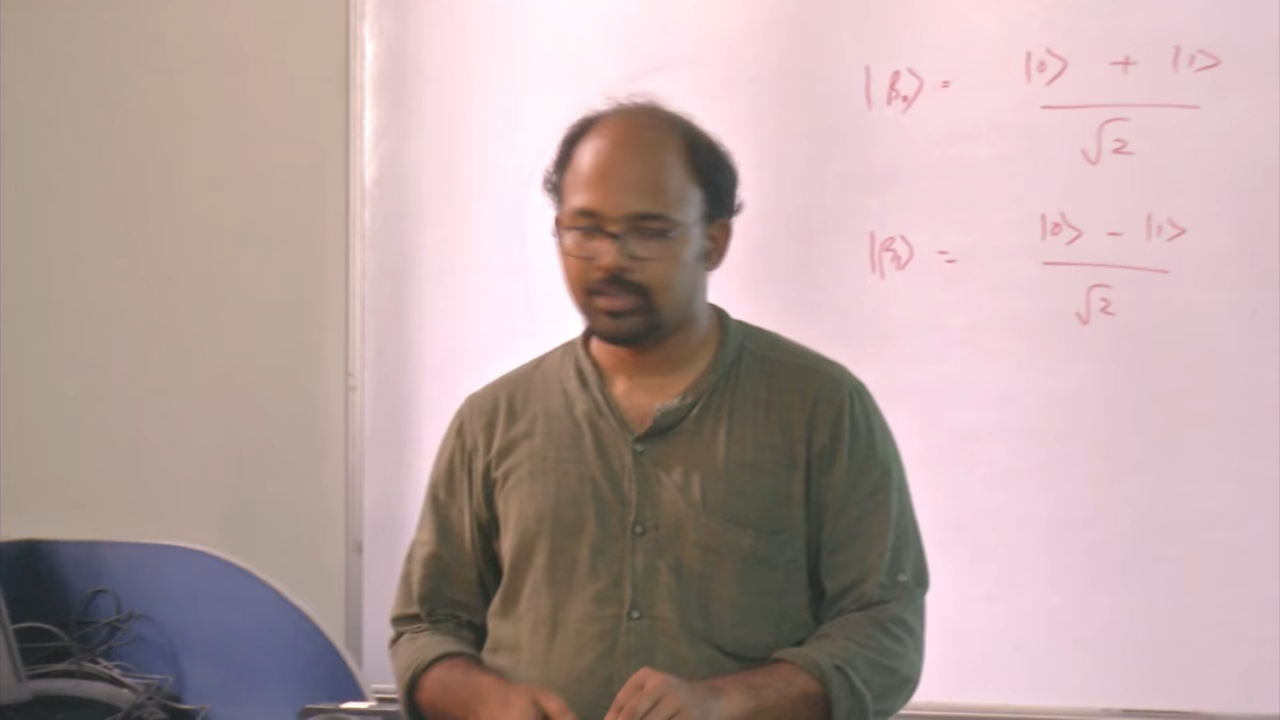 |β₀⟩ = |0⟩ + |1⟩ / √2
|β₁⟩ = |0⟩ - |1⟩ / √2